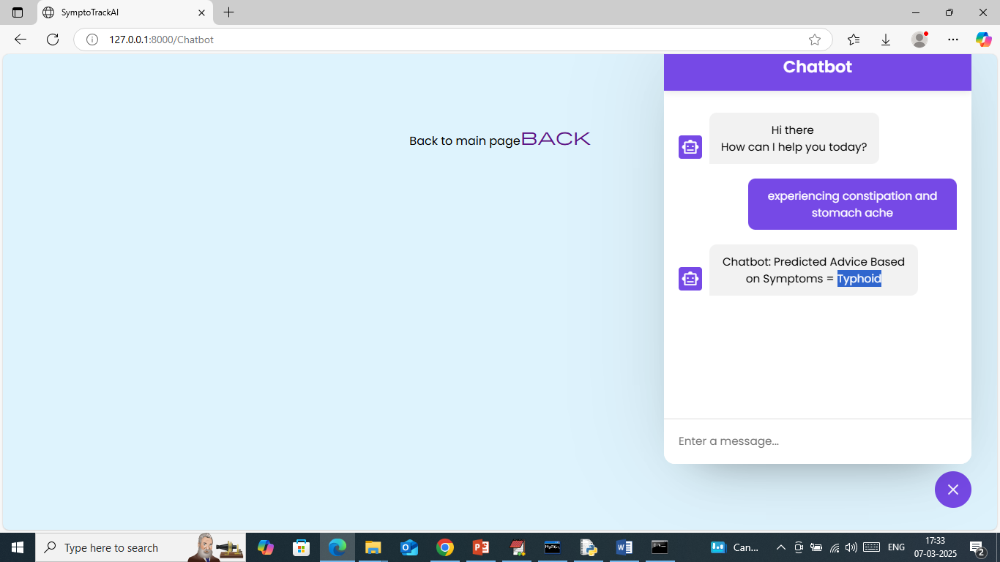 SymptoTrackAI
127.0.0.1:8000/Chatbot
Chatbot
Hi there
How can I help you today?
Back to main pageBACK
experiencing constipation and
stomach ache
Chatbot: Predicted Advice Based
on Symptoms = Typhoid
Enter a message...
Type here to search
Can...
ENG
17:33
07-03-2025
2